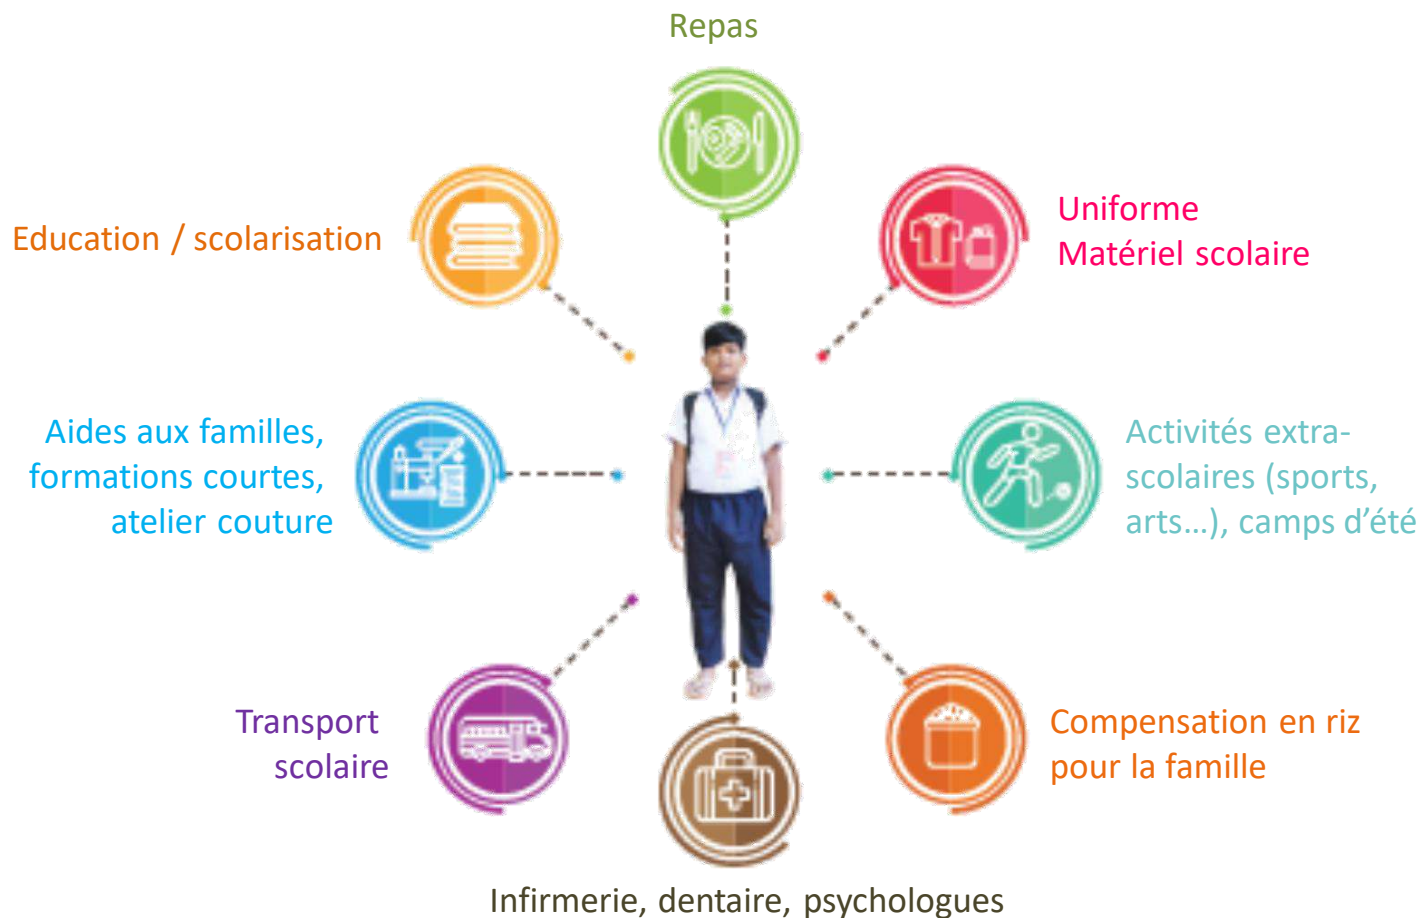 Repas
Education / scolarisation
Uniforme
Matériel scolaire
Aides aux familles,
formations courtes,
atelier couture
Activités extra-
scolaires (sports,
arts…), camps d’été
Transport
scolaire
Compensation en riz
pour la famille
Infirmerie, dentaire, psychologues